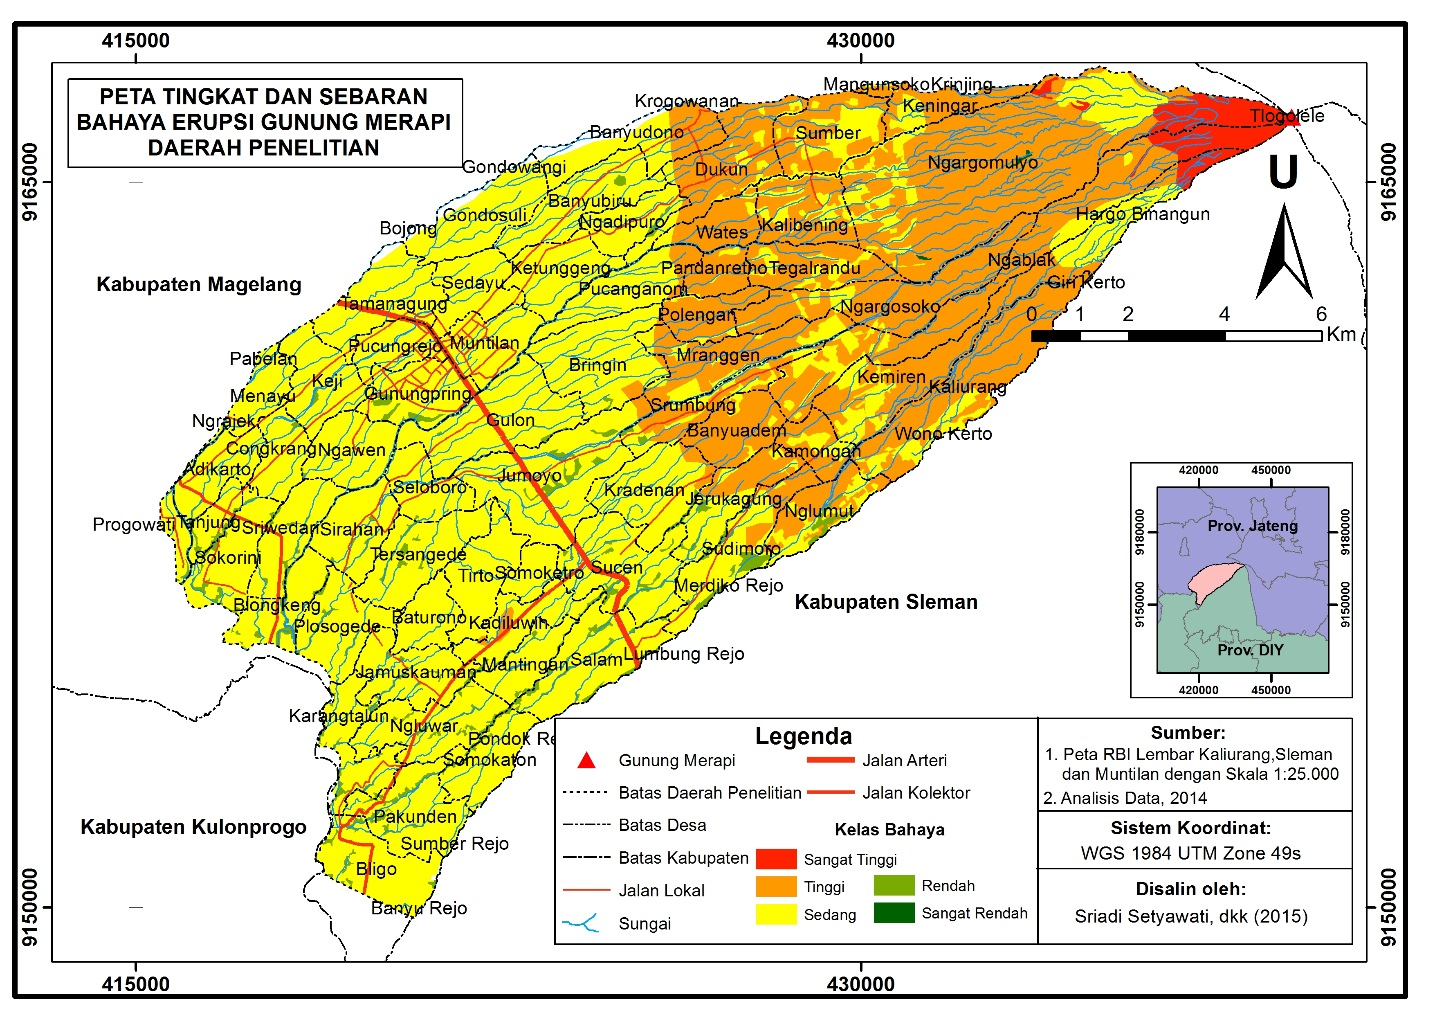 415000
430000
PETA TINGKAT DAN SEBARAN
BAHAYA ERUPSI GUNUNG MERAPI
DAERAH PENELITIAN
9165000
9165000
Mangunsoko
Krinjing
Krogowanan
Keningar
Tlogolele
Banyudono
Sumber
Gondowangi
Dukun
Ngargomulyo
U
Banyubiru
Gondosuli
Ngadipuro
Hargo Binangun
Bojong
Wates
Kalibening
Ketunggeng
Pandanretno
Tegalrandu
Ngablak
Kabupaten Magelang
Sedayu
Pucanganom
Giri Kerto
Tamanagung
Ngargosoko
Polengan
0 1 2 4 6
Km
Pucungrejo
Muntilan
Pabelan
Mranggen
Bringin
Keji
Kemiren
Kaliurang
Menayu
Gunungpring
Srumbung
Ngrajek
Gulon
Banyuadem
Wono Kerto
Congkrang
Ngawen
Kamongan
Adikarto
Jumoyo
Seloboro
Kradenan
Jerukagung
Nglumut
Progowati
Tanjung
Sriwedari
Sirahan
Sokorini
Tersangede
Sudimoro
Tirto
Somoketro
Sucen
Merdiko Rejo
Kabupaten Sleman
Blongkeng
Plosogede
Baturono
Kadiluwih
Jamuskauman
Mantingan
Salam
Lumbung Rejo
Karangtalun
Ngluwar
Pondok Re
Somokaton
Kabupaten Kulonprogo
Pakunden
Sumber Rejo
Bligo
Banyu Rejo
420000
450000
9180000
9180000
Prov. Jateng
9150000
9150000
Prov. DIY
420000
450000
Legenda
Gunung Merapi
Jalan Arteri
Batas Daerah Penelitian
Jalan Kolektor
Batas Desa
Kelas Bahaya
Batas Kabupaten
Sangat Tinggi
Jalan Lokal
Tinggi
Rendah
Sungai
Sedang
Sangat Rendah
Sumber:
1. Peta RBI Lembar Kaliurang,Sleman
dan Muntilan dengan Skala 1:25.000
2. Analisis Data, 2014
Sistem Koordinat:
WGS 1984 UTM Zone 49s
Disalin oleh:
Sriadi Setyawati, dkk (2015)
9150000
9150000
415000
430000